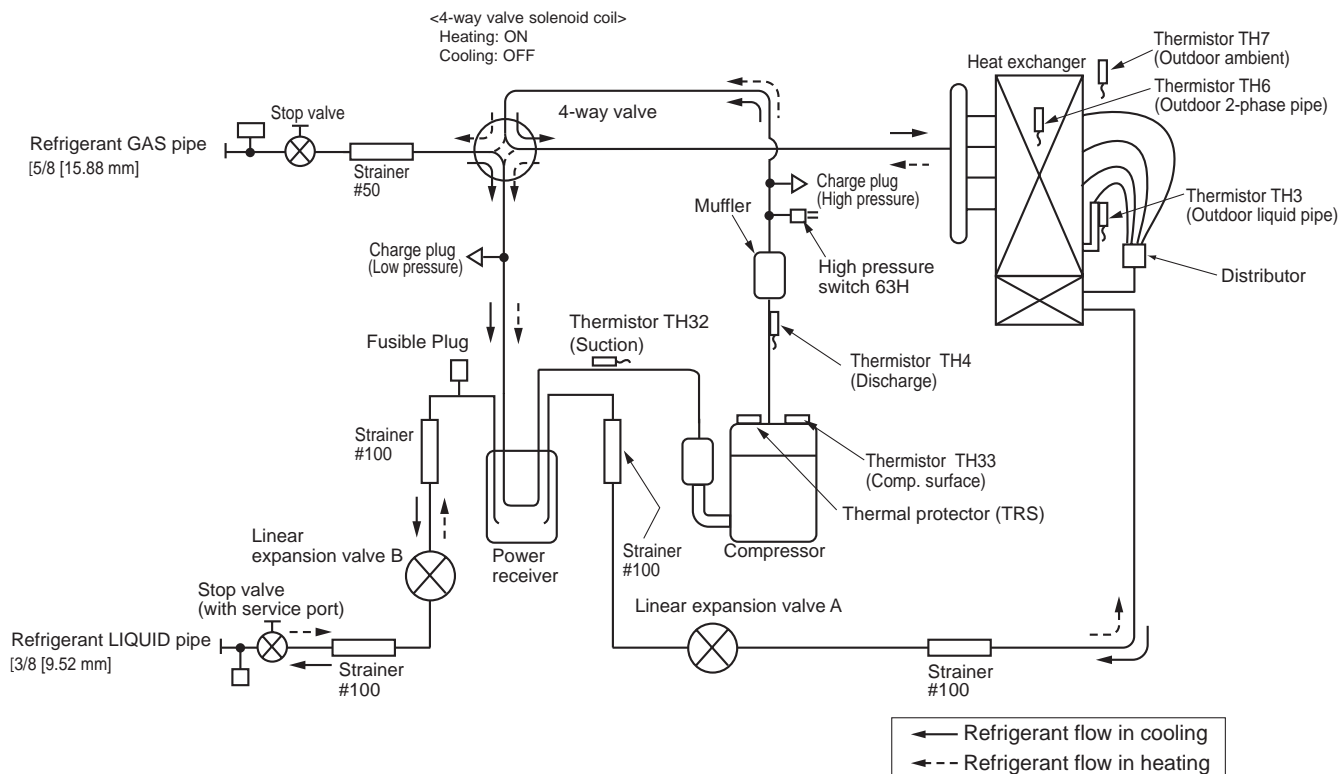 <4-way valve solenoid coil>
Heating: ON
Cooling: OFF
Stop valve
4-way valve
Heat exchanger
Thermistor TH7
(Outdoor ambient)
Thermistor TH6
(Outdoor 2-phase pipe)
Refrigerant GAS pipe
[5/8 [15.88 mm]
Strainer
#50
Charge plug
(High pressure)
Muffler
Thermistor TH3
(Outdoor liquid pipe)
Charge plug
(Low pressure)
High pressure
switch 63H
Distributor
Thermistor TH32
(Suction)
Fusible Plug
Thermistor TH4
(Discharge)
Strainer
#100
Thermistor TH33
(Comp. surface)
Thermal protector (TRS)
Linear
expansion valve B
Power
receiver
Strainer
#100
Compressor
Stop valve
(with service port)
Linear expansion valve A
Refrigerant LIQUID pipe
[3/8 [9.52 mm]
Strainer
#100
Strainer
#100
Refrigerant flow in cooling
Refrigerant flow in heating